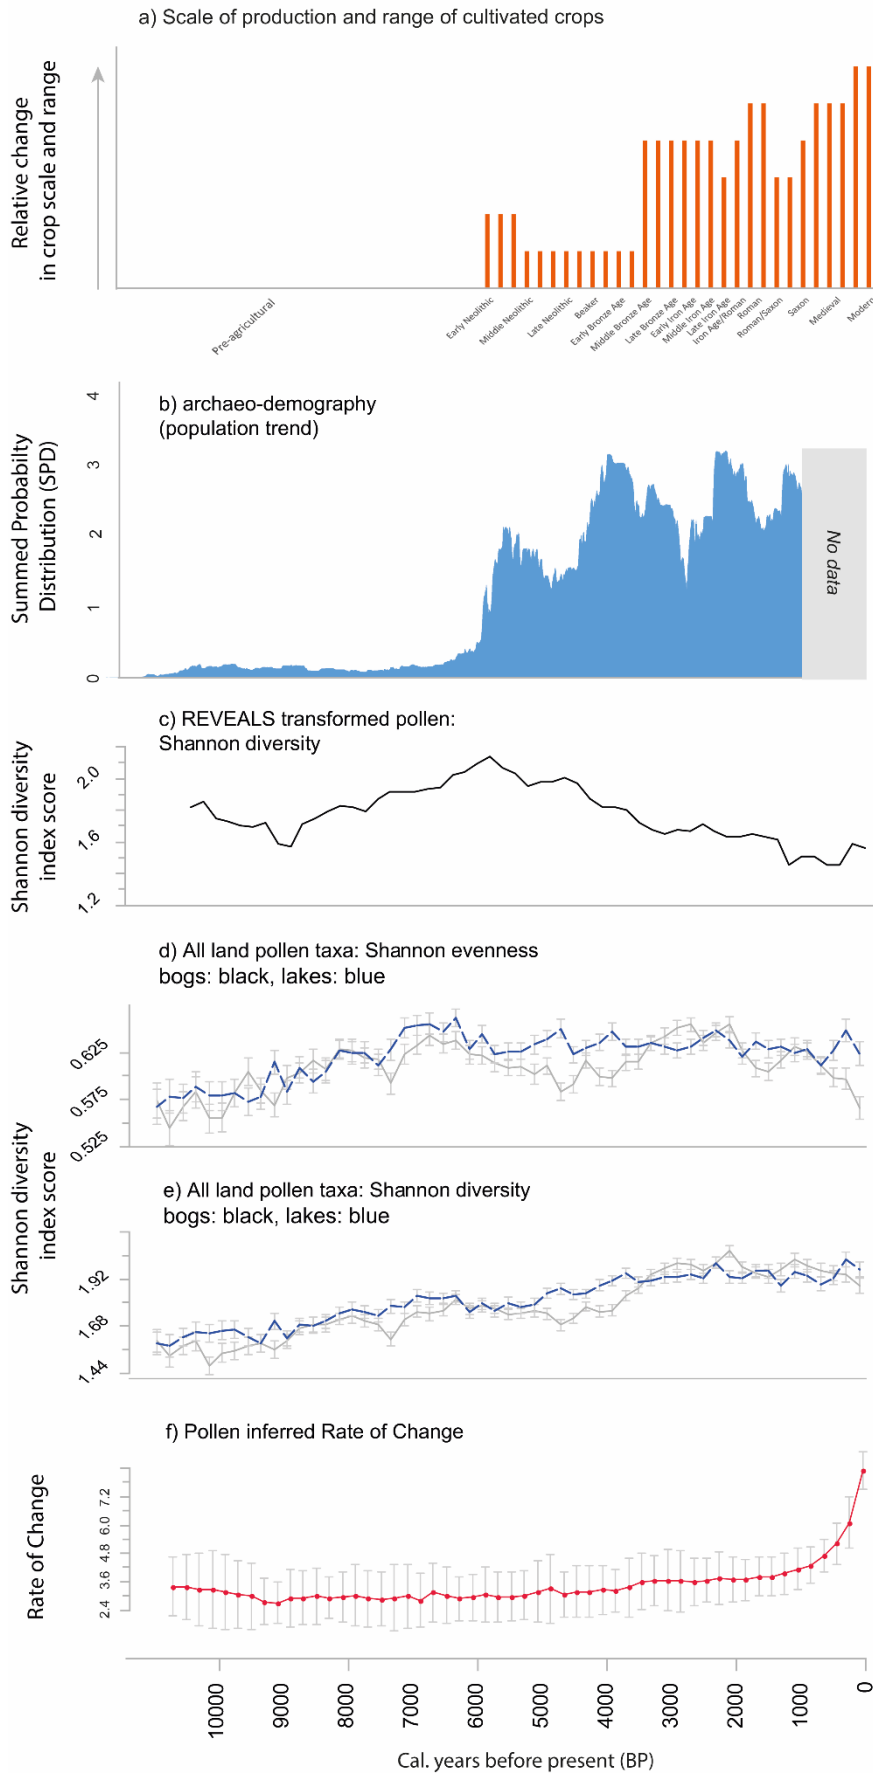 a) Scale of production and range of cultivated crops
Relative change
in crop scale and range
Pre-agricultural
Early Neolithic
Middle Neolithic
Late Neolithic
Beaker
Early Bronze Age
Middle Bronze Age
Late Bronze Age
Early Iron Age
Middle Iron Age
Late Iron Age
Iron Age/Roman
Roman
Roman/Saxon
Saxon
Medieval
Modern
b) archaeo-demography
(population trend)
Summed Probabilty
Distribution (SPD)
4
3
2
1
0
No data
c) REVEALS transformed pollen:
Shannon diversity
Shannon diversity
index score
2.0
1.6
1.2
d) All land pollen taxa: Shannon evenness
bogs: black, lakes: blue
0.625
0.575
0.525
Shannon diversity
index score
e) All land pollen taxa: Shannon diversity
bogs: black, lakes: blue
1.92
1.68
1.44
f) Pollen inferred Rate of Change
Rate of Change
7.2
6.0
4.8
3.6
2.4
10000
9000
8000
7000
6000
5000
4000
3000
2000
1000
0
Cal. years before present (BP)